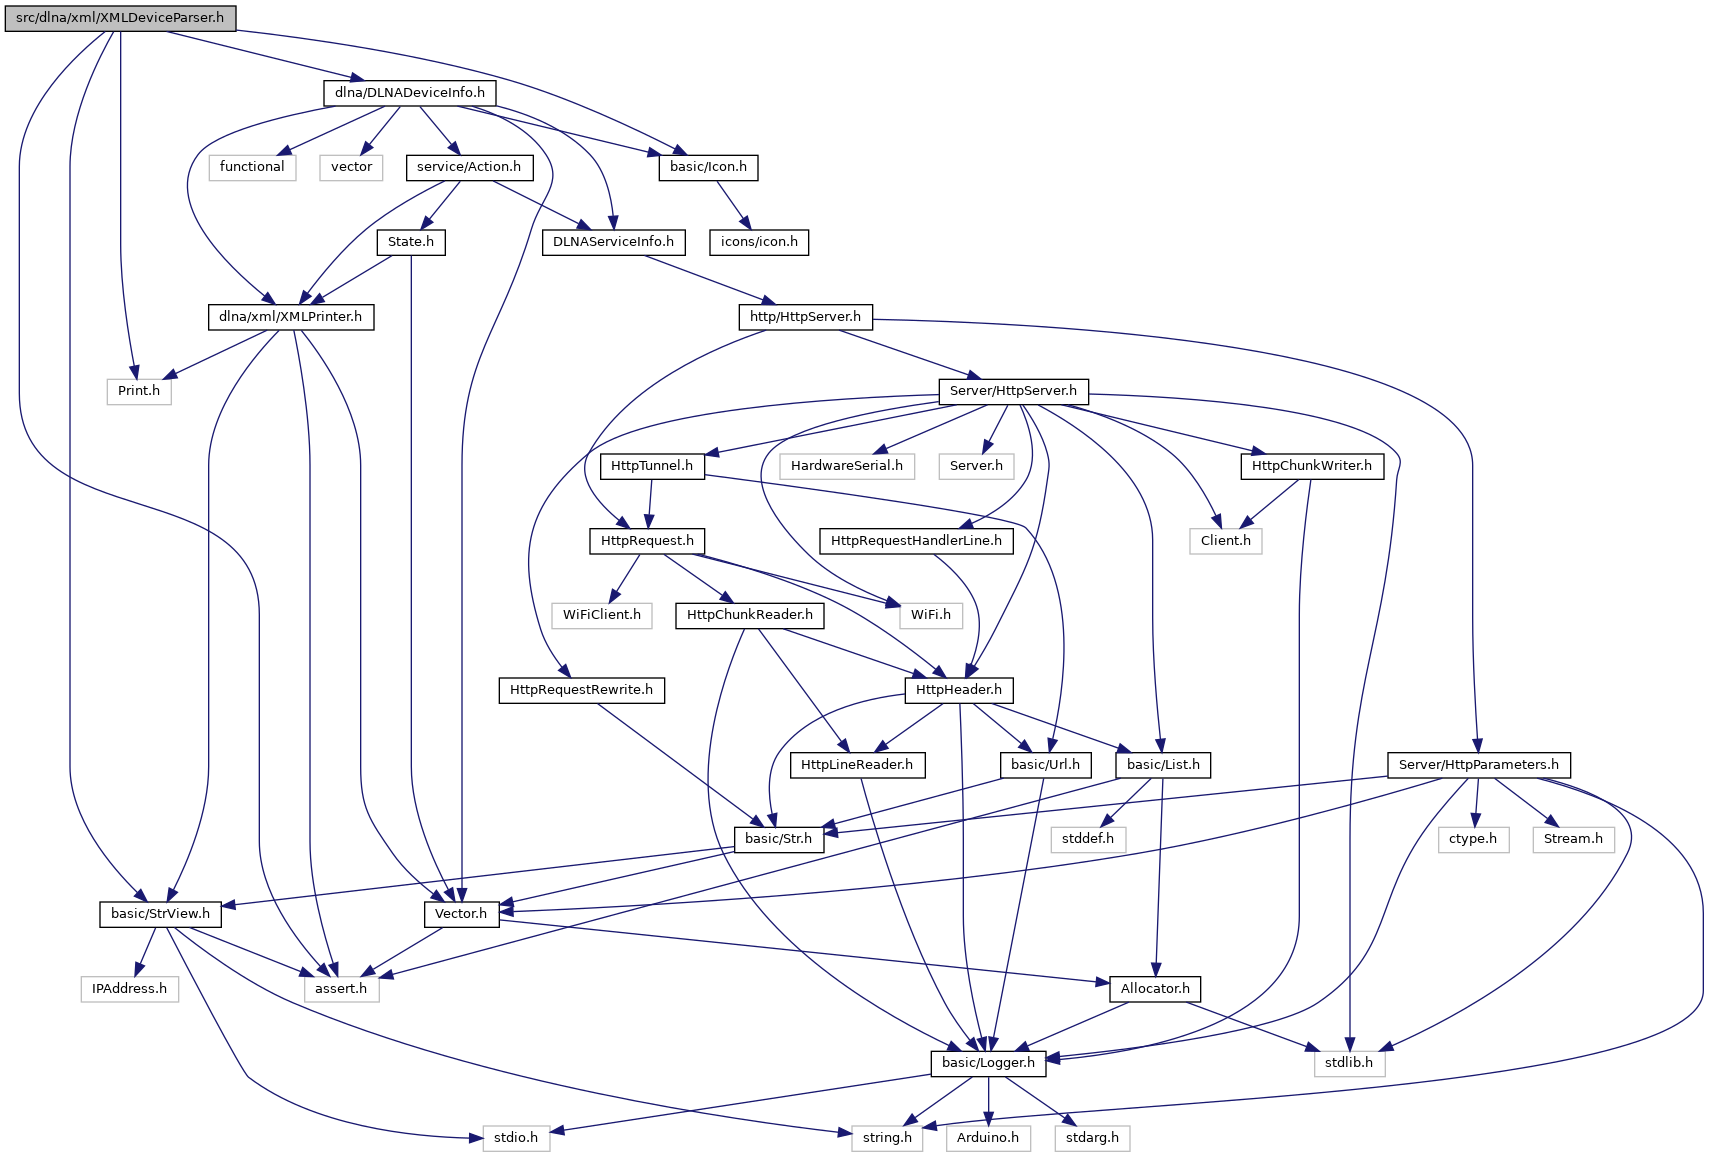 src/dlna/xml/XMLDeviceParser.h
dlna/DLNADeviceInfo.h
functional
vector
service/Action.h
basic/Icon.h
State.h
DLNAServiceInfo.h
icons/icon.h
dlna/xml/XMLPrinter.h
http/HttpServer.h
Print.h
Server/HttpServer.h
HttpTunnel.h
HardwareSerial.h
Server.h
HttpChunkWriter.h
HttpRequest.h
HttpRequestHandlerLine.h
Client.h
WiFiClient.h
HttpChunkReader.h
WiFi.h
HttpRequestRewrite.h
HttpHeader.h
HttpLineReader.h
basic/Url.h
basic/List.h
Server/HttpParameters.h
basic/Str.h
stddef.h
ctype.h
Stream.h
basic/StrView.h
Vector.h
IPAddress.h
assert.h
Allocator.h
basic/Logger.h
stdlib.h
stdio.h
string.h
Arduino.h
stdarg.h